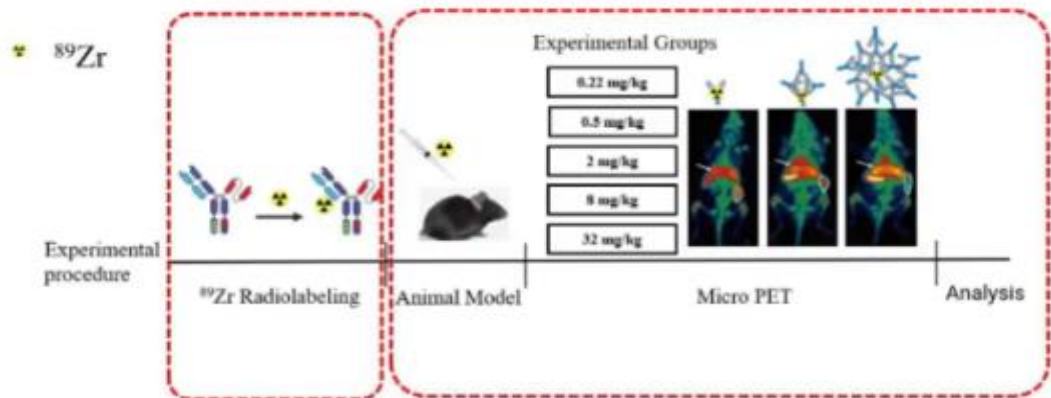 ⁸⁹Zr
Experimental Groups
0.22 mg/kg
0.5 mg/kg
2 mg/kg
8 mg/kg
32 mg/kg
Experimental
procedure
⁸⁹Zr Radiolabeling
Animal Model
Micro PET
Analysis